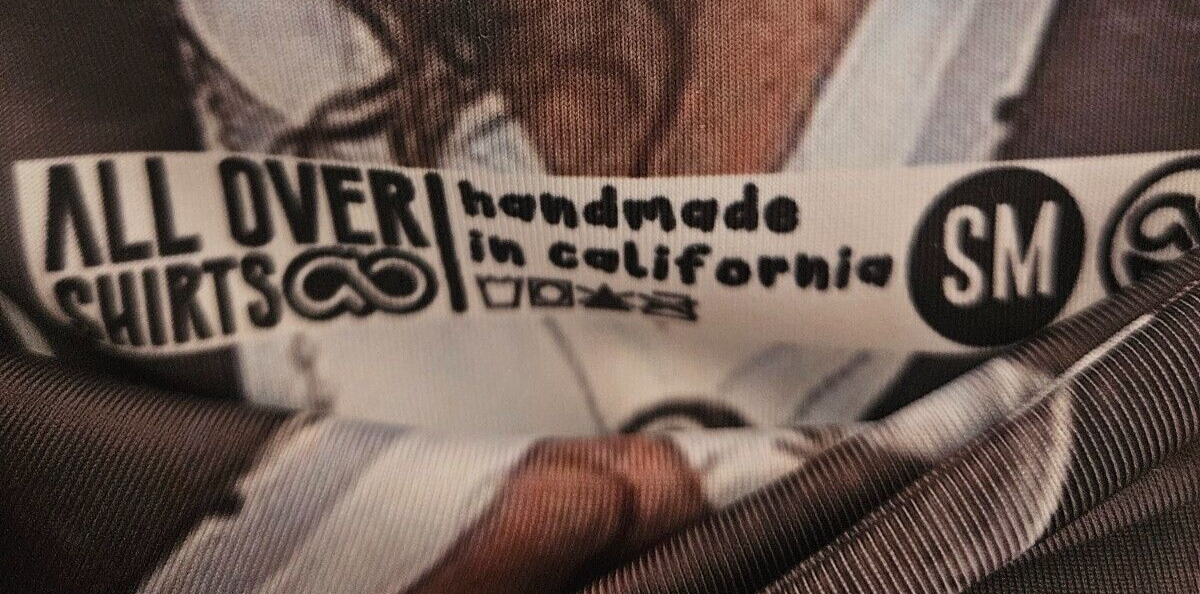 ALL OVER
SHIRTS
handmade
in california
SM